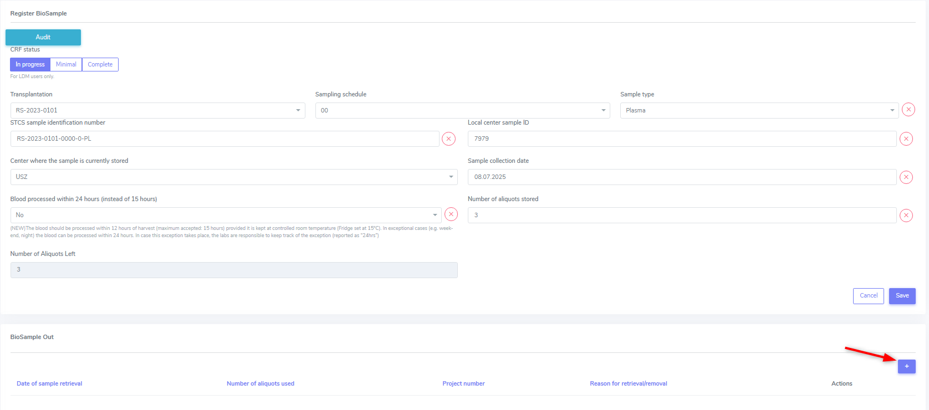 Register BioSample
Audit
CRF status
In progress Minimal Complete
For LDM users only.
Transplantation Sampling schedule Sample type
RS-2023-0101 00 Plasma
STCS sample identification number Local center sample ID
RS-2023-0101-0000-0-PL 7979
Center where the sample is currently stored Sample collection date
USZ 08.07.2025
Blood processed within 24 hours (instead of 15 hours) Number of aliquots stored
No 3
(NEW)The blood should be processed within 12 hours of harvest (maximum accepted: 15 hours) provided it is kept at controlled room temperature (Fridge set at 15°C). In exceptional cases (e.g. week-
end, night) the blood can be processed within 24 hours. In case this exception takes place, the labs are responsible to keep track of the exception (reported as "24hrs")
Number of Aliquots Left
3
Cancel Save
BioSample Out
+
Date of sample retrieval Number of aliquots used Project number Reason for retrieval/removal Actions